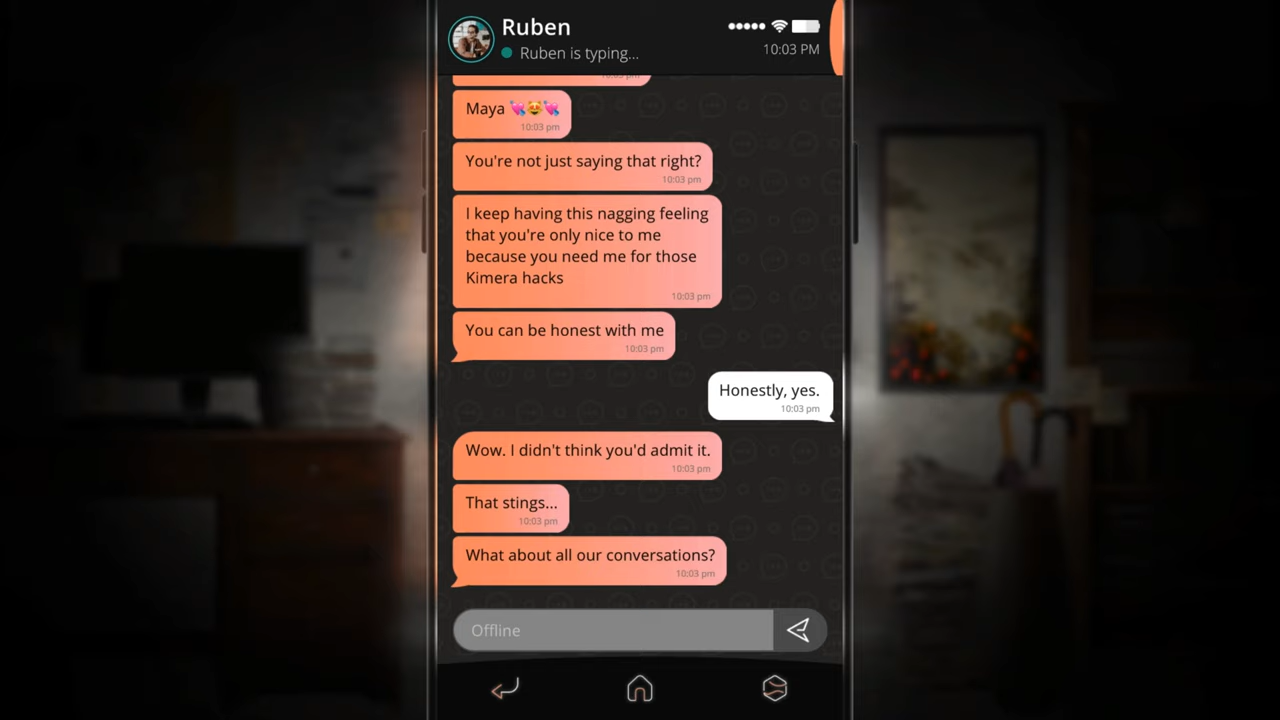 Ruben
Ruben is typing...
10:03 PM
10:03 pm
Maya 💘😍💘
10:03 pm
You're not just saying that right?
10:03 pm
I keep having this nagging feeling
that you're only nice to me
because you need me for those
Kimera hacks
10:03 pm
You can be honest with me
10:03 pm
Honestly, yes.
10:03 pm
Wow. I didn't think you'd admit it.
10:03 pm
That stings...
10:03 pm
What about all our conversations?
10:03 pm
Offline